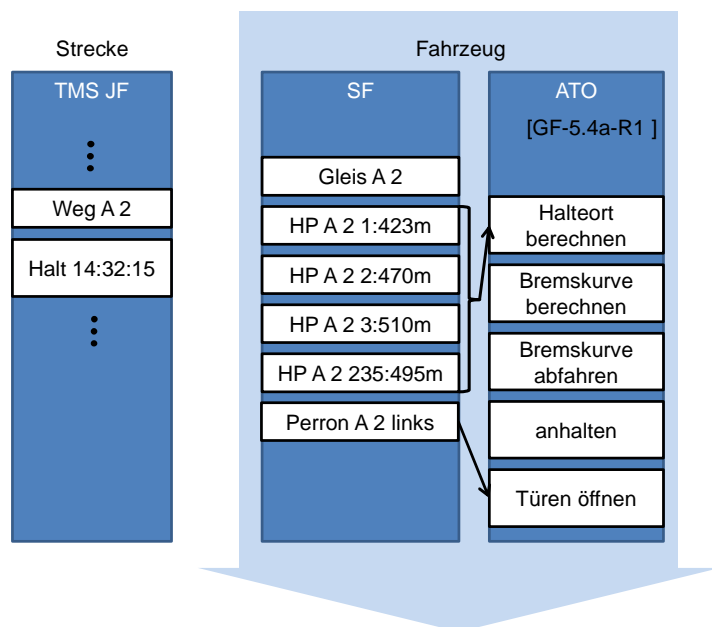 Strecke
Fahrzeug
TMS JF
Weg A 2
Halt 14:32:15
SF
Gleis A 2
HP A 2 1:423m
HP A 2 2:470m
HP A 2 3:510m
HP A 2 235:495m
Perron A 2 links
ATO
[GF-5.4a-R1 ]
Halteort
berechnen
Bremskurve
berechnen
Bremskurve
abfahren
anhalten
Türen öffnen